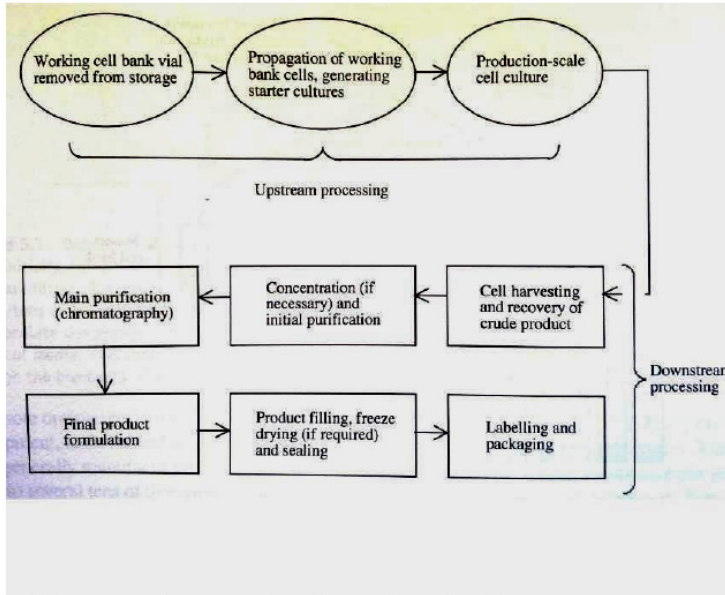 Working cell bank vial
removed from storage
Propagation of working
bank cells, generating
starter cultures
Production-scale
cell culture
Upstream processing
Cell harvesting
and recovery of
crude product
Concentration (if
necessary) and
initial purification
Main purification
(chromatography)
Downstream
processing
Final product
formulation
Product filling, freeze
drying (if required)
and sealing
Labelling and
packaging